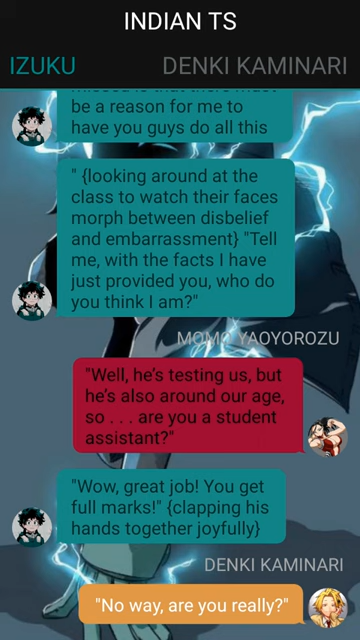 INDIAN TS
IZUKU
DENKI KAMINARI
be a reason for me to
have you guys do all this
" {looking around at the
class to watch their faces
morph between disbelief
and embarrassment} "Tell
me, with the facts I have
just provided you, who do
you think I am?"
MOMO YAOYOROZU
"Well, he's testing us, but
he's also around our age,
so . . . are you a student
assistant?"
"Wow, great job! You get
full marks!" {clapping his
hands together joyfully}
DENKI KAMINARI
"No way, are you really?"